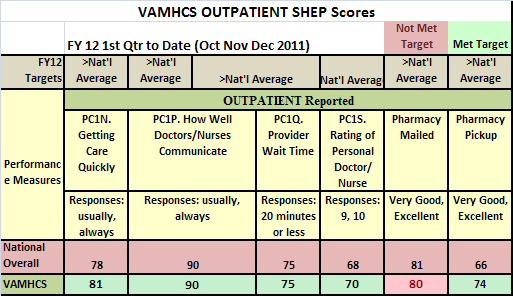 VAMHCS OUTPATIENT SHEP Scores
FY 12 1st Qtr to Date (Oct Nov Dec 2011)
Not Met
Target
Met Target
FY12
Targets
>Nat'l
Average
>Nat'l
Average
>Nat'l Average
Nat'l Averag
>Nat'l
Average
>Nat'l
Average
OUTPATIENT Reported
Performanc
e Measures
PC1N.
Getting
Care
Quickly
PC1P. How Well
Doctors/Nurses
Communicate
PC1Q.
Provider
Wait Time
PC1S.
Rating of
Personal
Doctor/
Nurse
Pharmacy
Mailed
Pharmacy
Pickup
Responses:
usually,
always
Responses: usually,
always
Responses:
20 minutes
or less
Responses:
9, 10
Very Good,
Excellent
Very Good,
Excellent
National
Overall
78
90
75
68
81
66
VAMHCS
81
90
75
70
80
74